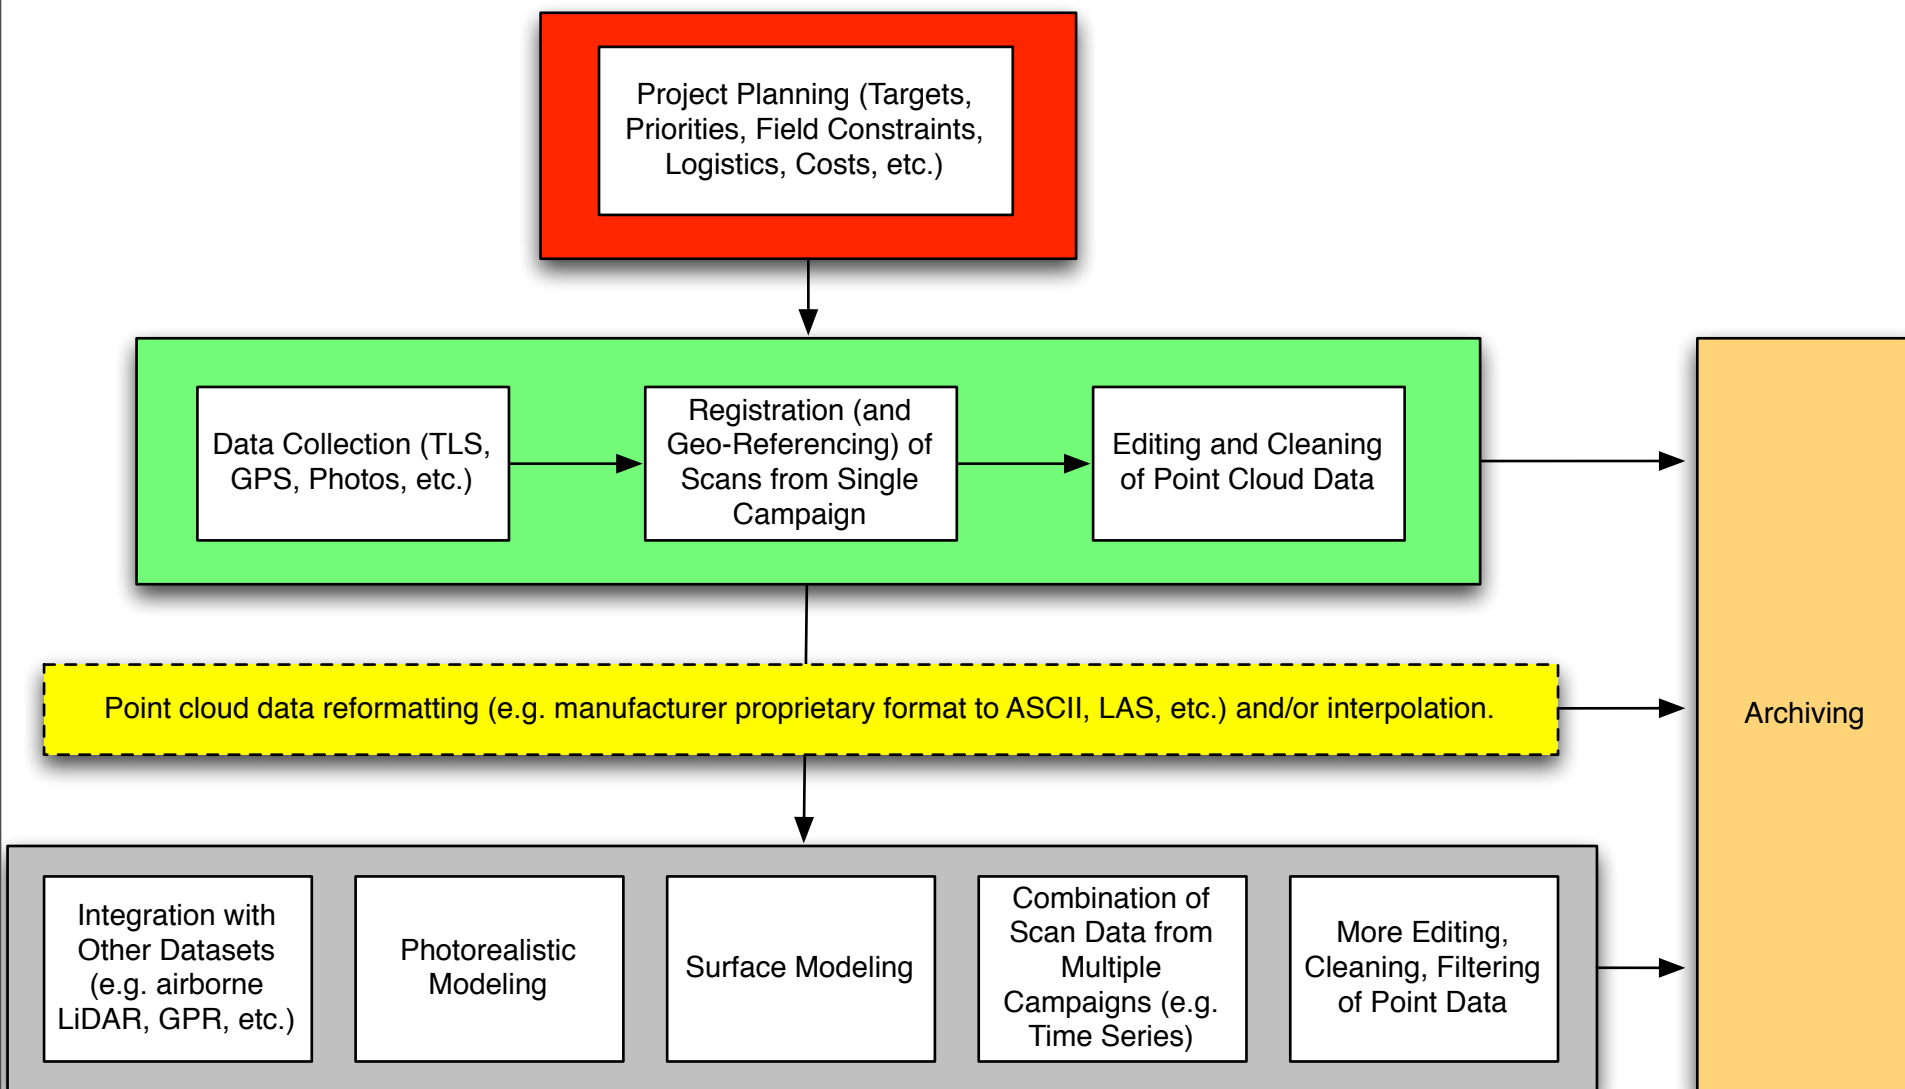 Project Planning (Targets,
Priorities, Field Constraints,
Logistics, Costs, etc.)
Data Collection (TLS,
GPS, Photos, etc.)
Registration (and
Geo-Referencing) of
Scans from Single
Campaign
Editing and Cleaning
of Point Cloud Data
Point cloud data reformatting (e.g. manufacturer proprietary format to ASCII, LAS, etc.) and/or interpolation.
Archiving
Integration with
Other Datasets
(e.g. airborne
LiDAR, GPR, etc.)
Photorealistic
Modeling
Surface Modeling
Combination of
Scan Data from
Multiple
Campaigns (e.g.
Time Series)
More Editing,
Cleaning, Filtering
of Point Data